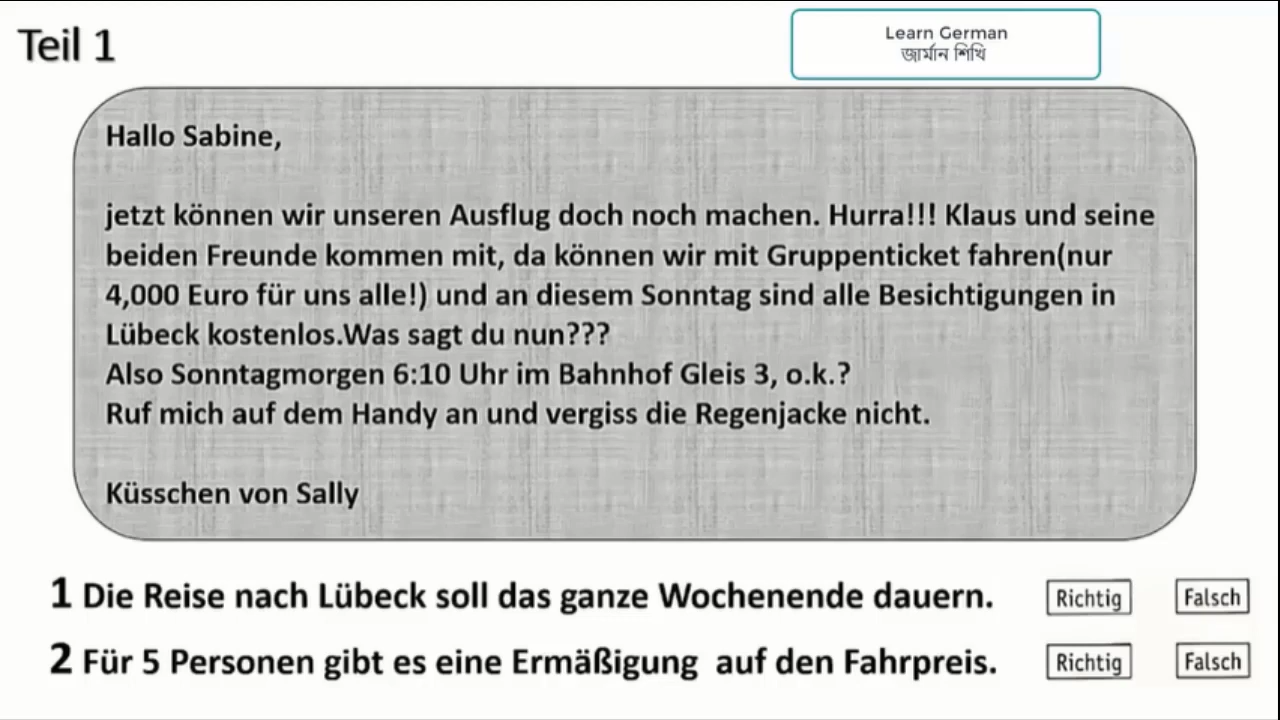 Teil 1
Learn German
জার্মান শিখি
Hallo Sabine,
jetzt können wir unseren Ausflug doch noch machen. Hurra!!! Klaus und seine
beiden Freunde kommen mit, da können wir mit Gruppenticket fahren(nur
4,000 Euro für uns alle!) und an diesem Sonntag sind alle Besichtigungen in
Lübeck kostenlos.Was sagt du nun???
Also Sonntagmorgen 6:10 Uhr im Bahnhof Gleis 3, o.k.?
Ruf mich auf dem Handy an und vergiss die Regenjacke nicht.
Küsschen von Sally
1 Die Reise nach Lübeck soll das ganze Wochenende dauern. Richtig Falsch
2 Für 5 Personen gibt es eine Ermäßigung auf den Fahrpreis. Richtig Falsch